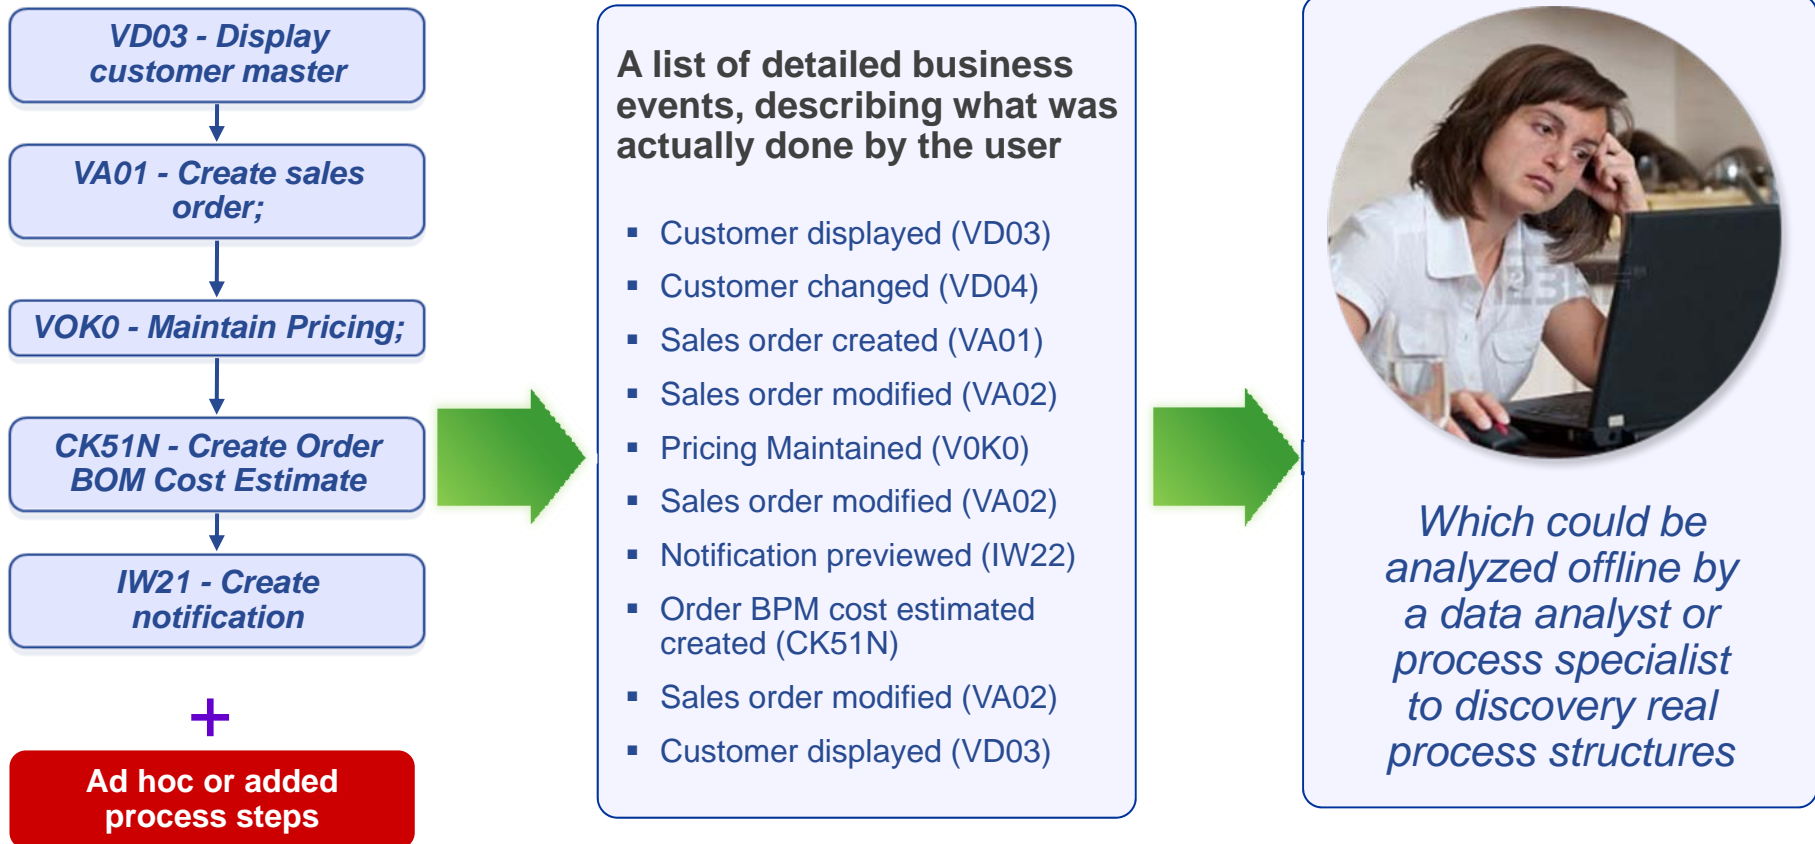 VD03 - Display
customer master
VA01 - Create sales
order;
VOK0 - Maintain Pricing;
CK51N - Create Order
BOM Cost Estimate
IW21 - Create
notification
+
Ad hoc or added
process steps
A list of detailed business
events, describing what was
actually done by the user
▪ Customer displayed (VD03)
▪ Customer changed (VD04)
▪ Sales order created (VA01)
▪ Sales order modified (VA02)
▪ Pricing Maintained (V0K0)
▪ Sales order modified (VA02)
▪ Notification previewed (IW22)
▪ Order BPM cost estimated
created (CK51N)
▪ Sales order modified (VA02)
▪ Customer displayed (VD03)
Which could be
analyzed offline by
a data analyst or
process specialist
to discovery real
process structures